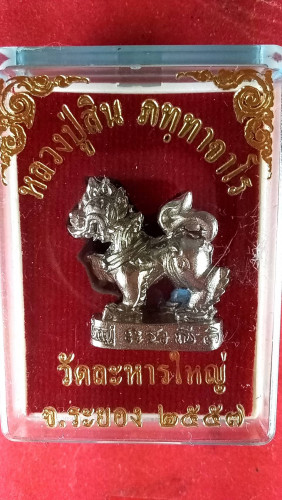 หลวงปู่สิน ภทฺทาจาโร
วัดละหารใหญ่
จ.ระยอง ๒๕๕๗